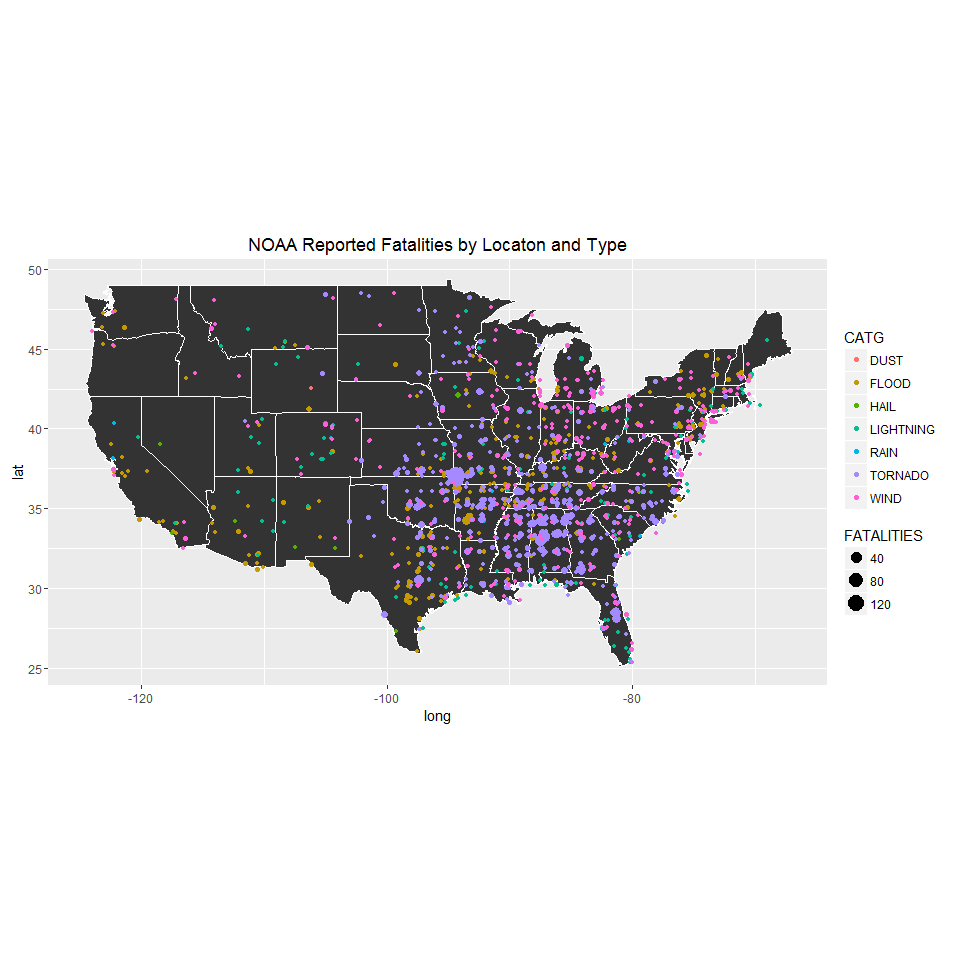 NOAA Reported Fatalities by Locaton and Type
50
45
40
35
30
25
lat
-120
-100
-80
long
CATG
DUST
FLOOD
HAIL
LIGHTNING
RAIN
TORNADO
WIND
FATALITIES
40
80
120